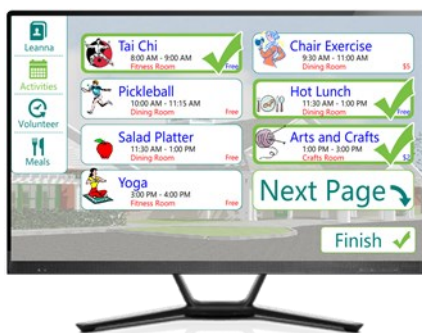 Leanna
Activities
Volunteer
Meals
Tai Chi
8:00 AM - 9:00 AM
Fitness Room
Free
Chair Exercise
9:30 AM - 11:00 AM
Dining Room
$5
Pickleball
10:00 AM - 11:15 AM
Dining Room
Free
Hot Lunch
11:30 AM - 1:00 PM
Dining Room
Free
Salad Platter
11:30 AM - 1:00 PM
Dining Room
Free
Arts and Crafts
1:00 PM - 3:00 PM
Crafts Room
$2
Yoga
3:00 PM - 4:00 PM
Fitness Room
Free
Next Page
Finish